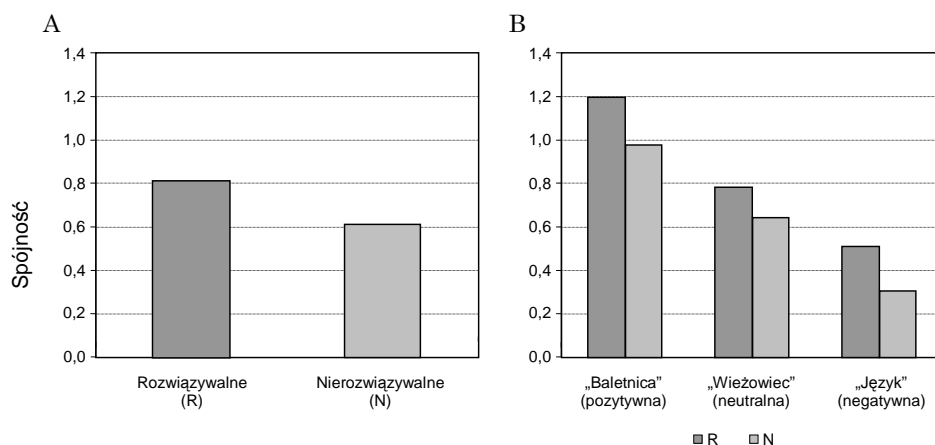 A
Spójność
1,4
1,2
1,0
0,8
0,6
0,4
0,2
0,0
Rozwiązywalne
(R)
Nierozwiązywalne
(N)
B
1,4
1,2
1,0
0,8
0,6
0,4
0,2
0,0
„Baletnica”
(pozytywna)
„Wieżowiec”
(neutralna)
„Język”
(negatywna)
R
N